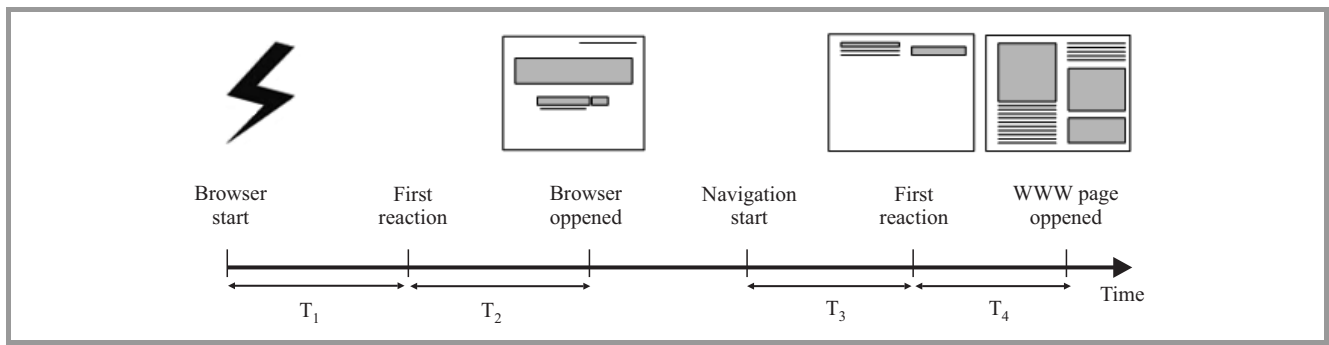 Browser
start
First
reaction
Browser
oppened
Navigation
start
First
reaction
WWW page
oppened
T1
T2
T3
T4
Time